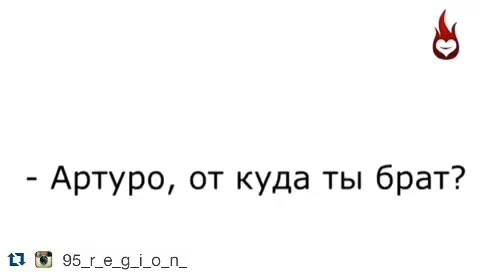 - Артуро, от куда ты брат?
95_r_e_g_i_o_n_